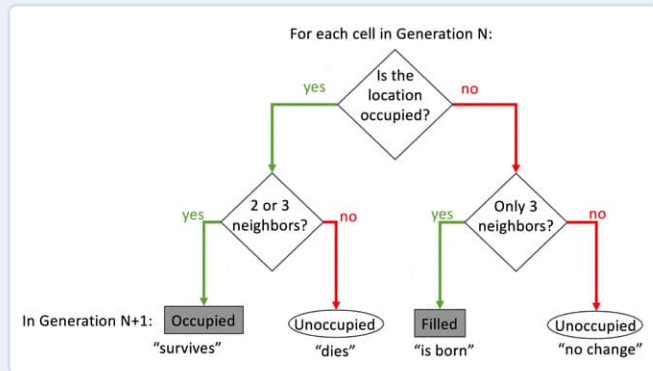 For each cell in Generation N:
Is the
location
occupied?
yes
no
2 or 3
neighbors?
yes
no
Only 3
neighbors?
yes
no
In Generation N+1:
Occupied
Unoccupied
Filled
Unoccupied
“survives”
“dies”
“is born”
“no change”